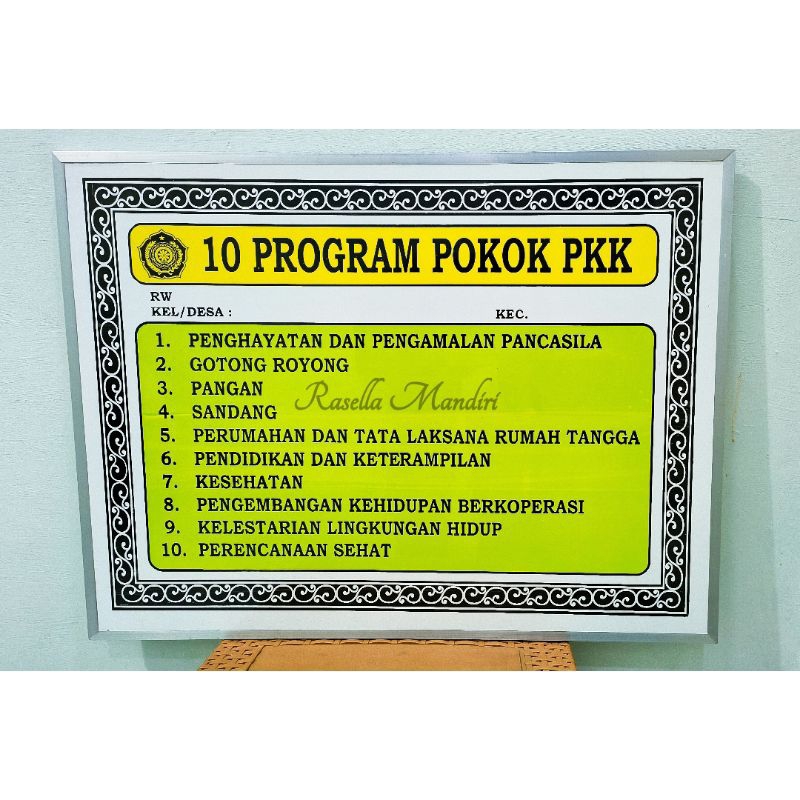 10 PROGRAM POKOK PKK
RW
KEL/DESA : KEC.
1. PENGHAYATAN DAN PENGAMALAN PANCASILA
2. GOTONG ROYONG
3. PANGAN
Rasella Mandiri
4. SANDANG
5. PERUMAHAN DAN TATA LAKSANA RUMAH TANGGA
6. PENDIDIKAN DAN KETERAMPILAN
7. KESEHATAN
8. PENGEMBANGAN KEHIDUPAN BERKOPERASI
9. KELESTARIAN LINGKUNGAN HIDUP
10. PERENCANAAN SEHAT